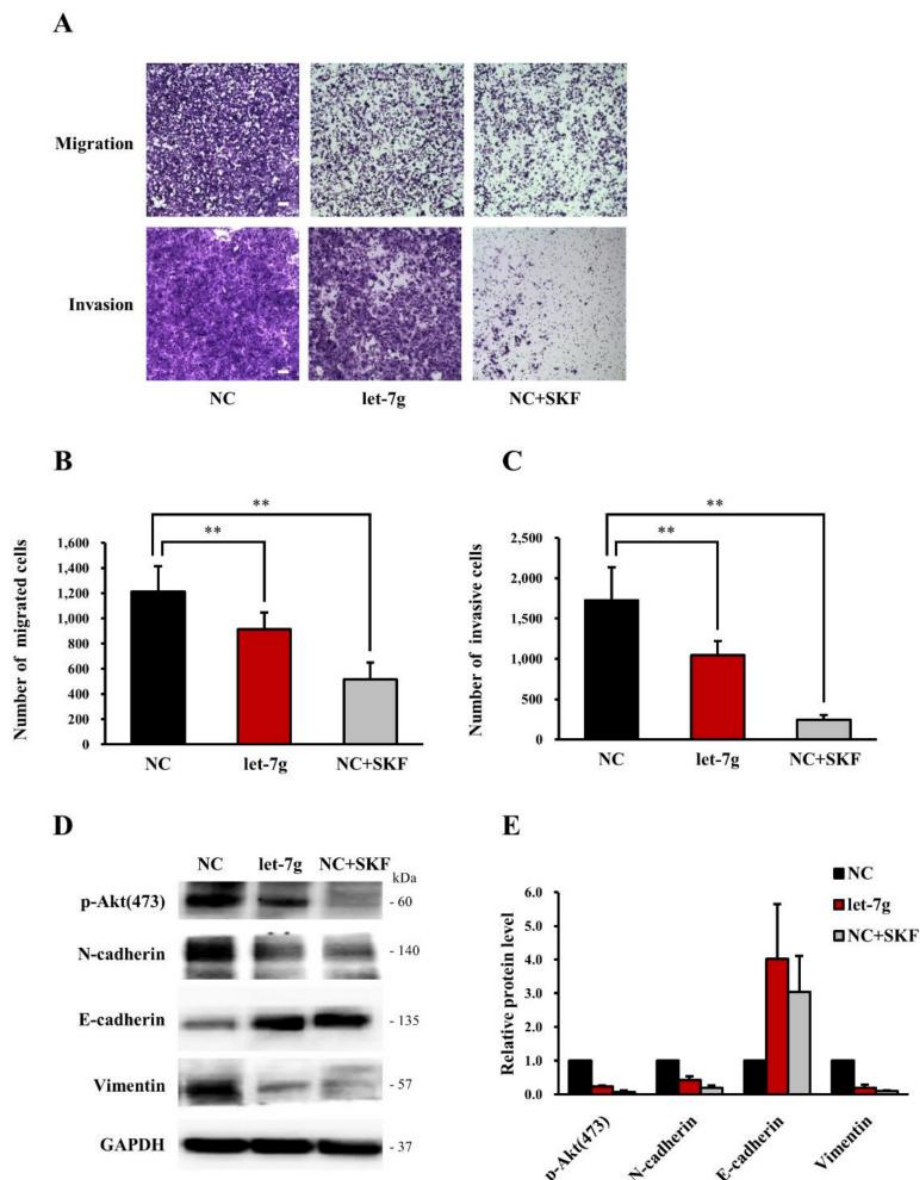 A
Migration
Invasion
NC let-7g NC+SKF
B
**
**
Number of migrated cells
1,600
1,400
1,200
1,000
800
600
400
200
0
NC let-7g NC+SKF
C
**
**
Number of invasive cells
2,500
2,000
1,500
1,000
500
0
NC let-7g NC+SKF
D
NC let-7g NC+SKF
kDa
p-Akt(473) - 60
N-cadherin - 140
E-cadherin - 135
Vimentin - 57
GAPDH - 37
E
NC
let-7g
NC+SKF
Relative protein level
6.0
5.0
4.0
3.0
2.0
1.0
0.0
p-Akt(473)
N-cadherin
E-cadherin
Vimentin